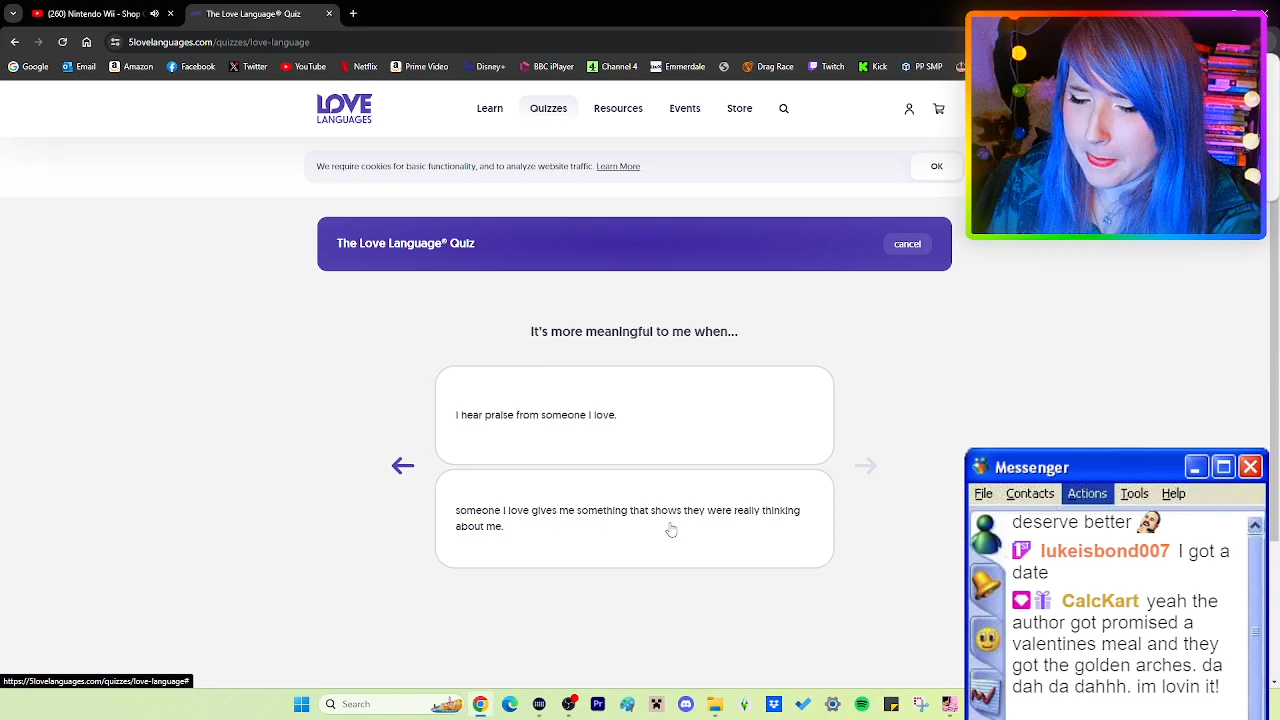 (260) Nintendo Wii - Shop
The Love Language® Quiz
5lovelanguages.com/quizzes/love-language
Google Email Amazon Facebook Twitter YouTube Netflix Prime Video Disney+ Channel 4 Emmerdale Drag Race Twitch Kick PP SMP
LOVE
LANGUAGES
Learn Quizzes Resources Events Store
We require cookies for basic functionality, and to analyze website traffic. Learn More
OK
The Love Language® Quiz
cancel
It's more meaningful to me when...
I hear praise from someone I love.
someone I love gives me something that shows they were really thinking
about me.
https://5lovelanguages.com/quizzes/love-language#
Search
Messenger
File Contacts Actions Tools Help
deserve better
1ST lukeisbond007 I got a
date
CalcKart yeah the
author got promised a
valentines meal and they
got the golden arches. da
dah da dahhh. im lovin it!